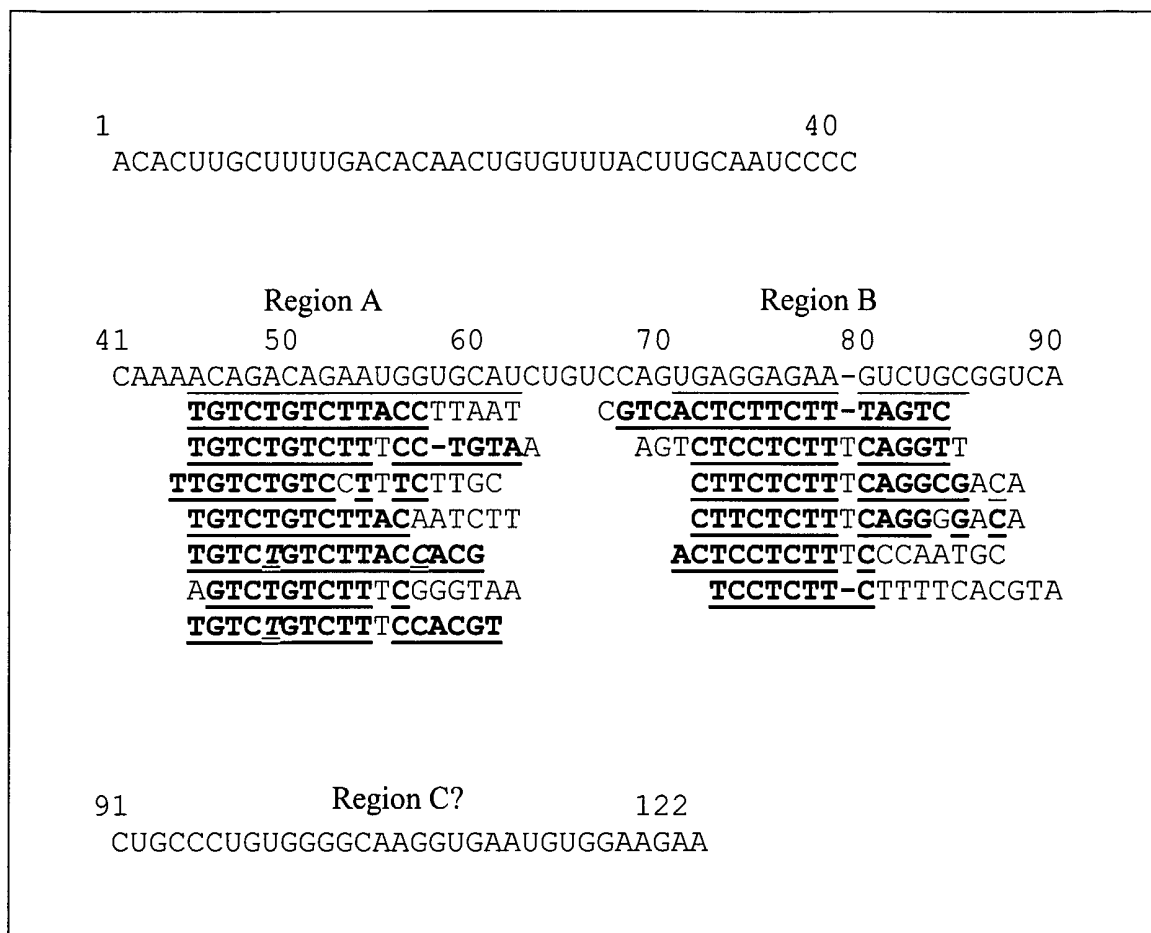 1 40
ACACUUGCUUUUGACACAACUGUGUUUACUUGCAAUCCCC
Region A Region B
41 50 60 70 80 90
CAAAACAGACAGAAUGGUGCAUCUGUCCAGUGAGGAGAA-GUCUGCGGUCA
TGTCTGTCTTACCTTAAT CGTCACTCTTCTT-TAGTC
TGTCTGTCTTTCC-TGTAA AGTCTCCTCTTTCAGGTT
TTGTCTGTCCTTTCTTGC CTTCTCTTTCAGGCGACA
TGTCTGTCTTACAATCTT CTTCTCTTTCAGGGGACA
TGTCTGTCTTACCACG ACTCCTCTTTCCCAATGC
AGTCTGTCTTTCGGGTAA TCCTCTT-CTTTTCACGTA
TGTCTGTCTTTCCACGT
91 Region C? 122
CUGCCCUGUGGGGCAAGGUGAAUGUGGAAGAA